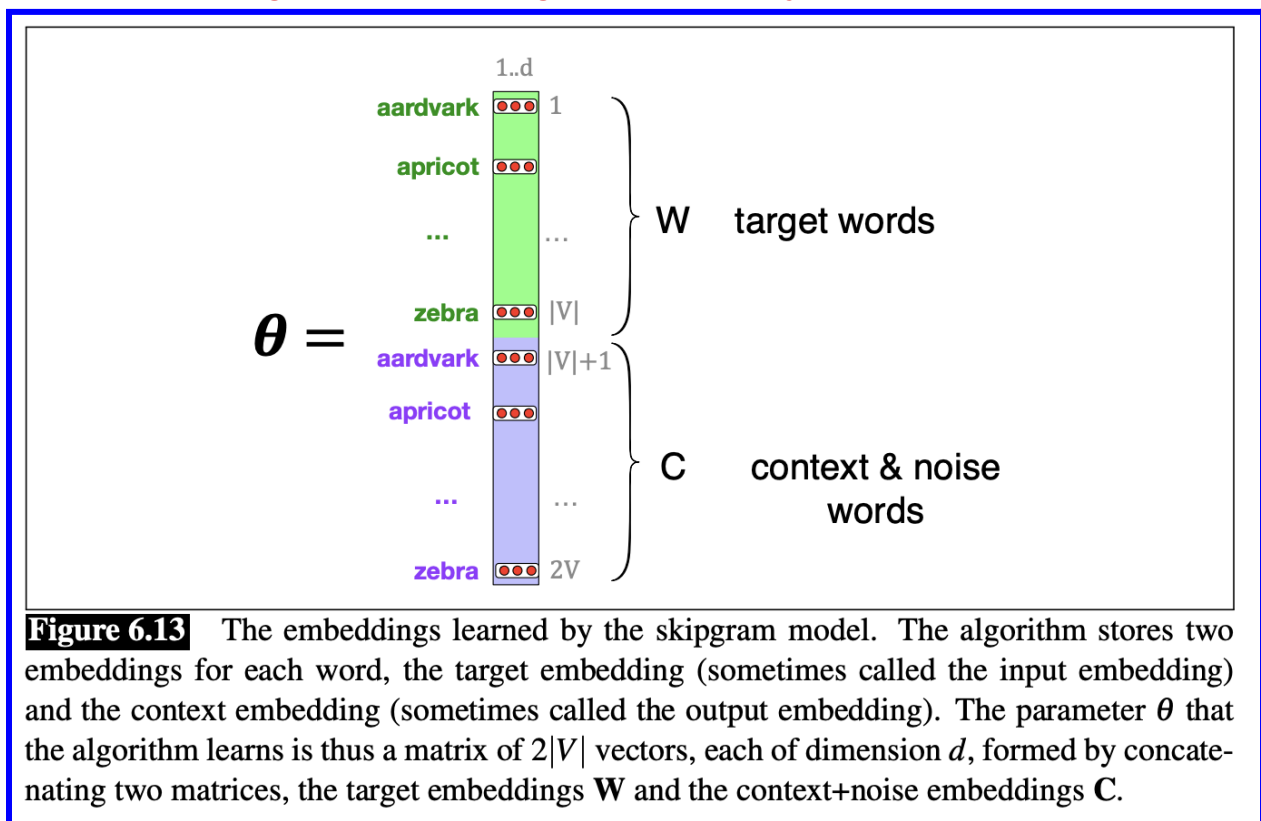 1..d
aardvark 1
apricot
... ...
W target words
zebra |V|
θ =
aardvark |V|+1
apricot
C context & noise
words
... ...
zebra 2V
Figure 6.13 The embeddings learned by the skipgram model. The algorithm stores two
embeddings for each word, the target embedding (sometimes called the input embedding)
and the context embedding (sometimes called the output embedding). The parameter θ that
the algorithm learns is thus a matrix of 2|V| vectors, each of dimension d, formed by concate-
nating two matrices, the target embeddings W and the context+noise embeddings C.